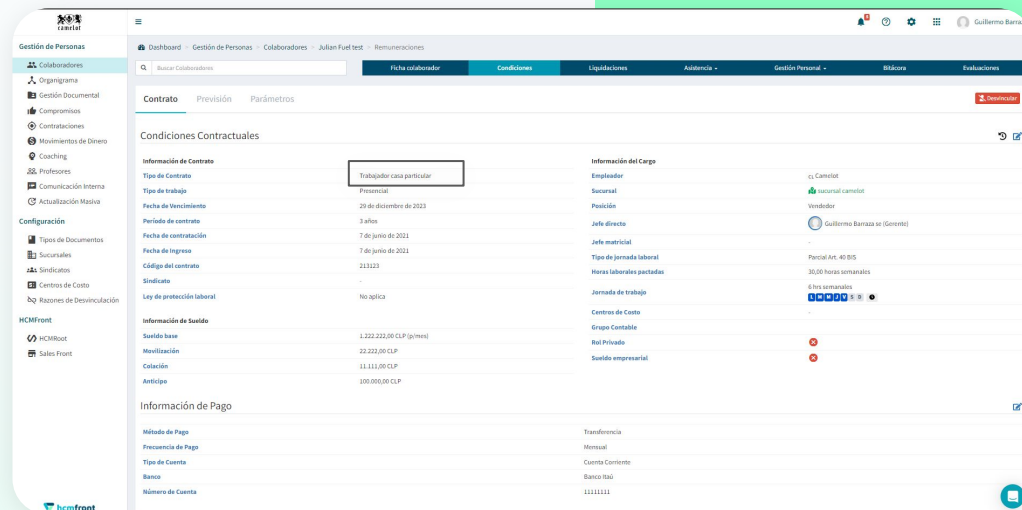 camelot
Guillermo Barra
Gestión de Personas
Colaboradores
Organigrama
Gestión Documental
Compromisos
Contrataciones
Movimientos de Dinero
Coaching
Profesores
Comunicación Interna
Actualización Masiva
Configuración
Tipos de Documentos
Sucursales
Sindicatos
Centros de Costo
Razones de Desvinculación
HCMFront
HCMRoot
Sales Front
hcmfront
Dashboard > Gestión de Personas > Colaboradores > Julian Fuel test > Remuneraciones
Buscar Colaboradores
Ficha colaborador Condiciones Liquidaciones Asistencia Gestión Personal Bitácora Evaluaciones
Contrato Previsión Parámetros
Desvincular
Condiciones Contractuales
Información de Contrato
Tipo de Contrato Trabajador casa particular
Tipo de trabajo Presencial
Fecha de Vencimiento 29 de diciembre de 2023
Período de contrato 3 años
Fecha de contratación 7 de junio de 2021
Fecha de Ingreso 7 de junio de 2021
Código del contrato 213123
Sindicato -
Ley de protección laboral No aplica
Información de Sueldo
Sueldo base 1.222.222,00 CLP (p/mes)
Movilización 22.222,00 CLP
Colación 11.111,00 CLP
Anticipo 100.000,00 CLP
Información del Cargo
Empleador CL Camelot
Sucursal sucursal camelot
Posición Vendedor
Jefe directo Guillermo Barraza se (Gerente)
Jefe matricial -
Tipo de jornada laboral Parcial Art. 40 BIS
Horas laborales pactadas 30,00 horas semanales
Jornada de trabajo 6 hrs semanales
L M M J V S D
Centros de Costo -
Grupo Contable
Rol Privado
Sueldo empresarial
Información de Pago
Método de Pago Transferencia
Frecuencia de Pago Mensual
Tipo de Cuenta Cuenta Corriente
Banco Banco Itaú
Número de Cuenta 11111111